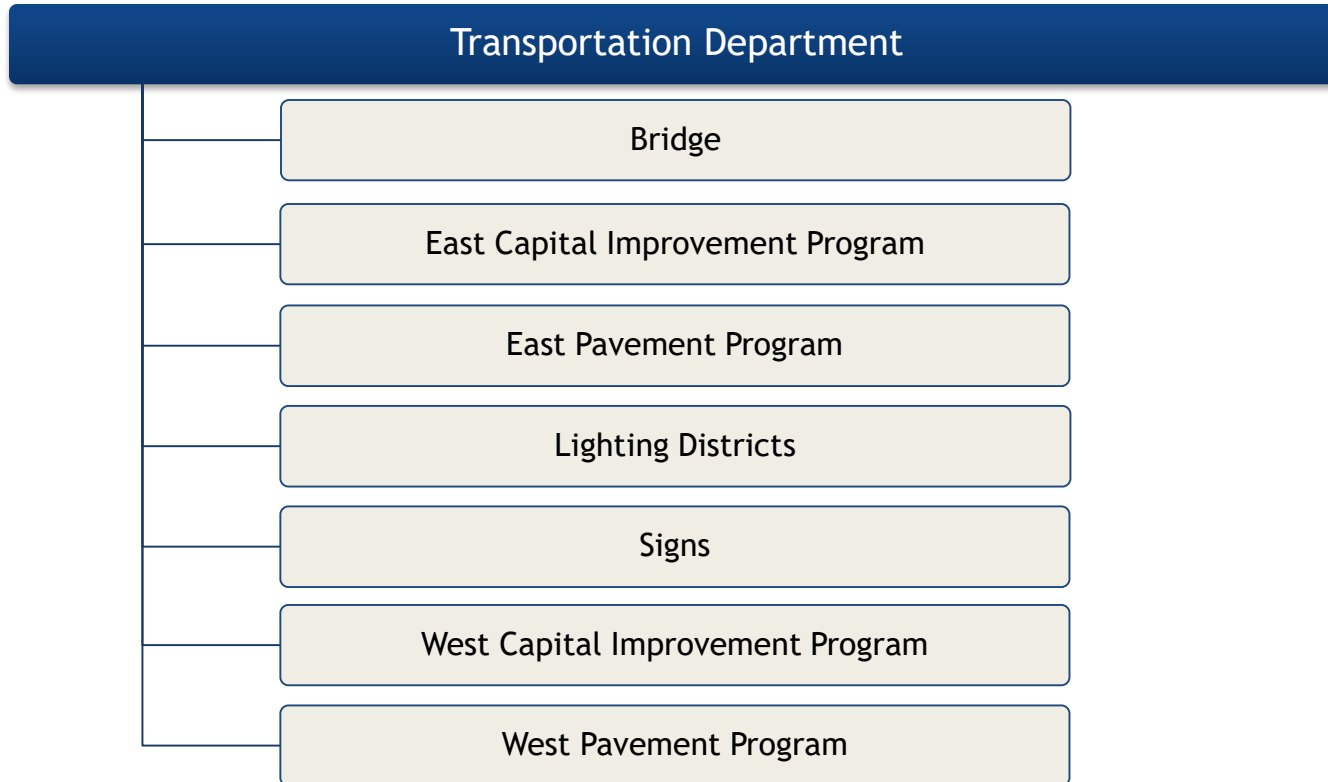 Transportation Department
Bridge
East Capital Improvement Program
East Pavement Program
Lighting Districts
Signs
West Capital Improvement Program
West Pavement Program